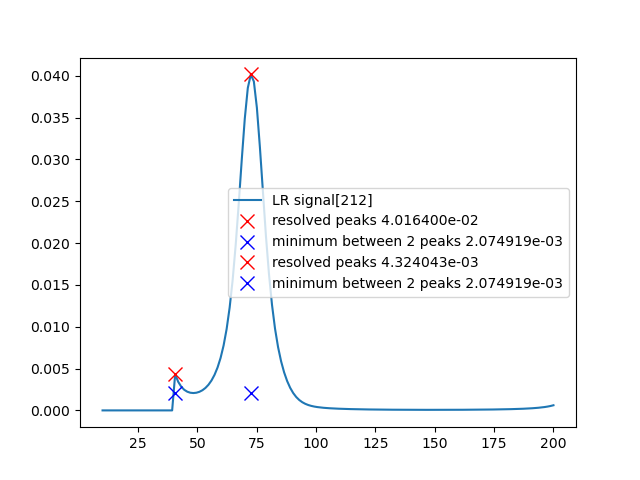 0.040
0.035
0.030
0.025
0.020
0.015
0.010
0.005
0.000
LR signal[212]
resolved peaks 4.016400e-02
minimum between 2 peaks 2.074919e-03
resolved peaks 4.324043e-03
minimum between 2 peaks 2.074919e-03
25 50 75 100 125 150 175 200